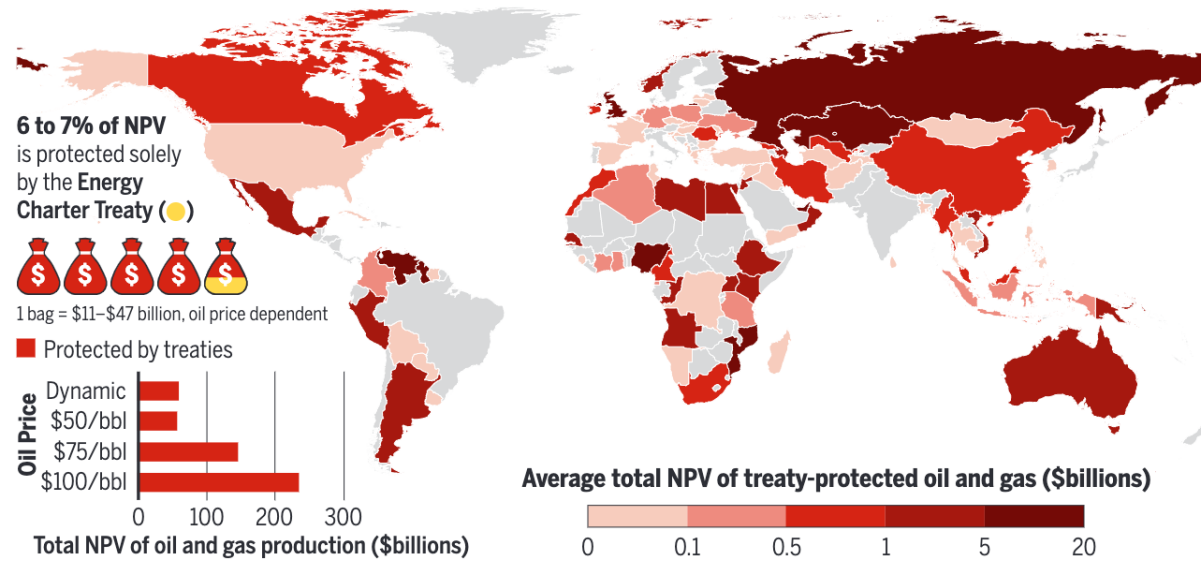 6 to 7% of NPV
is protected solely
by the Energy
Charter Treaty ( )
$ $ $ $ $
1 bag = $11–$47 billion, oil price dependent
Protected by treaties
Oil Price
Dynamic
$50/bbl
$75/bbl
$100/bbl
0 100 200 300
Total NPV of oil and gas production ($billions)
Average total NPV of treaty-protected oil and gas ($billions)
0 0.1 0.5 1 5 20